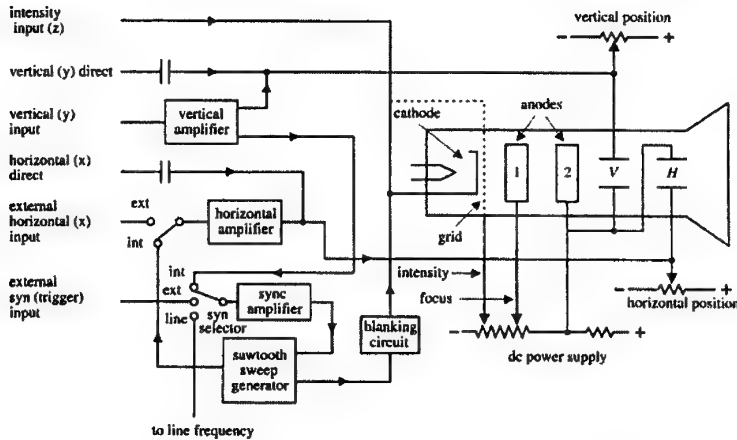 intensity
input (z)
vertical (y) direct
vertical (y)
input
horizontal (x)
direct
external
horizontal (x)
input
external
syn (trigger)
input
vertical
amplifier
ext
int
horizontal
amplifier
int
ext
line
syn
selector
sync
amplifier
sawtooth
sweep
generator
blanking
circuit
to line frequency
vertical position
− +
anodes
cathode
1
2
V
H
grid
intensity
focus
− +
horizontal position
− +
dc power supply